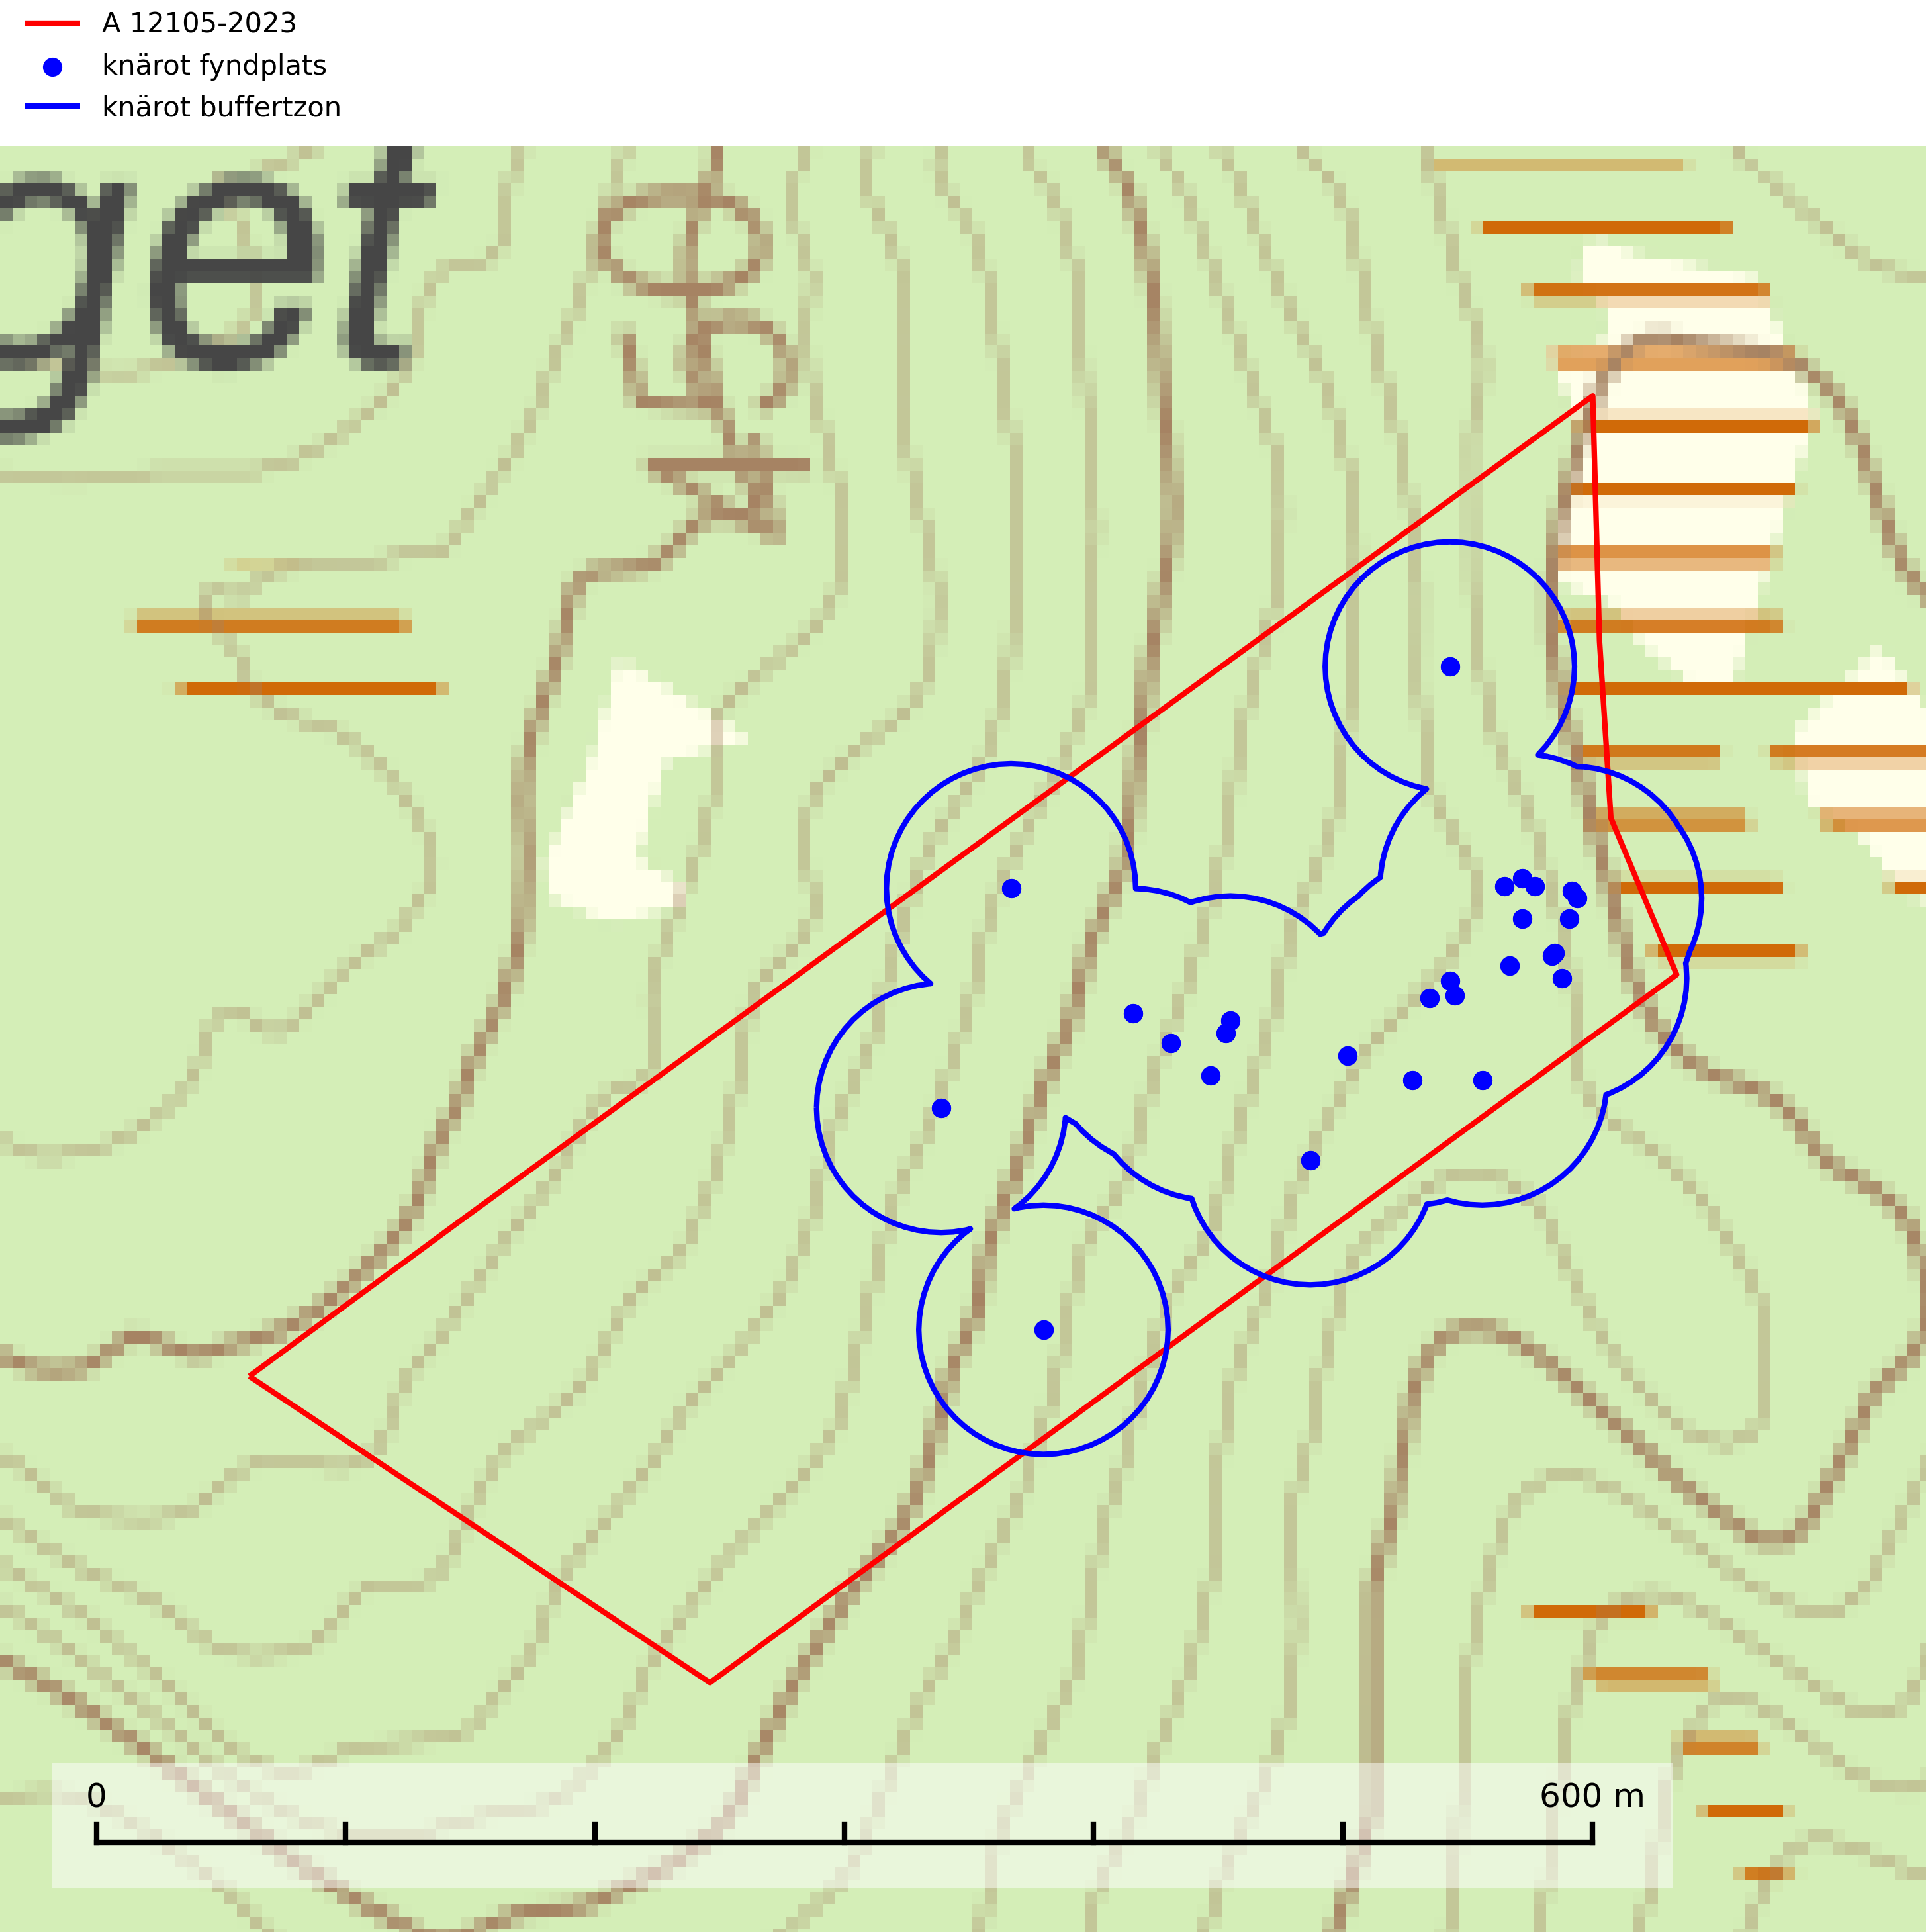 A 12105-2023
knärot fyndplats
knärot buffertzon
get
0
600 m